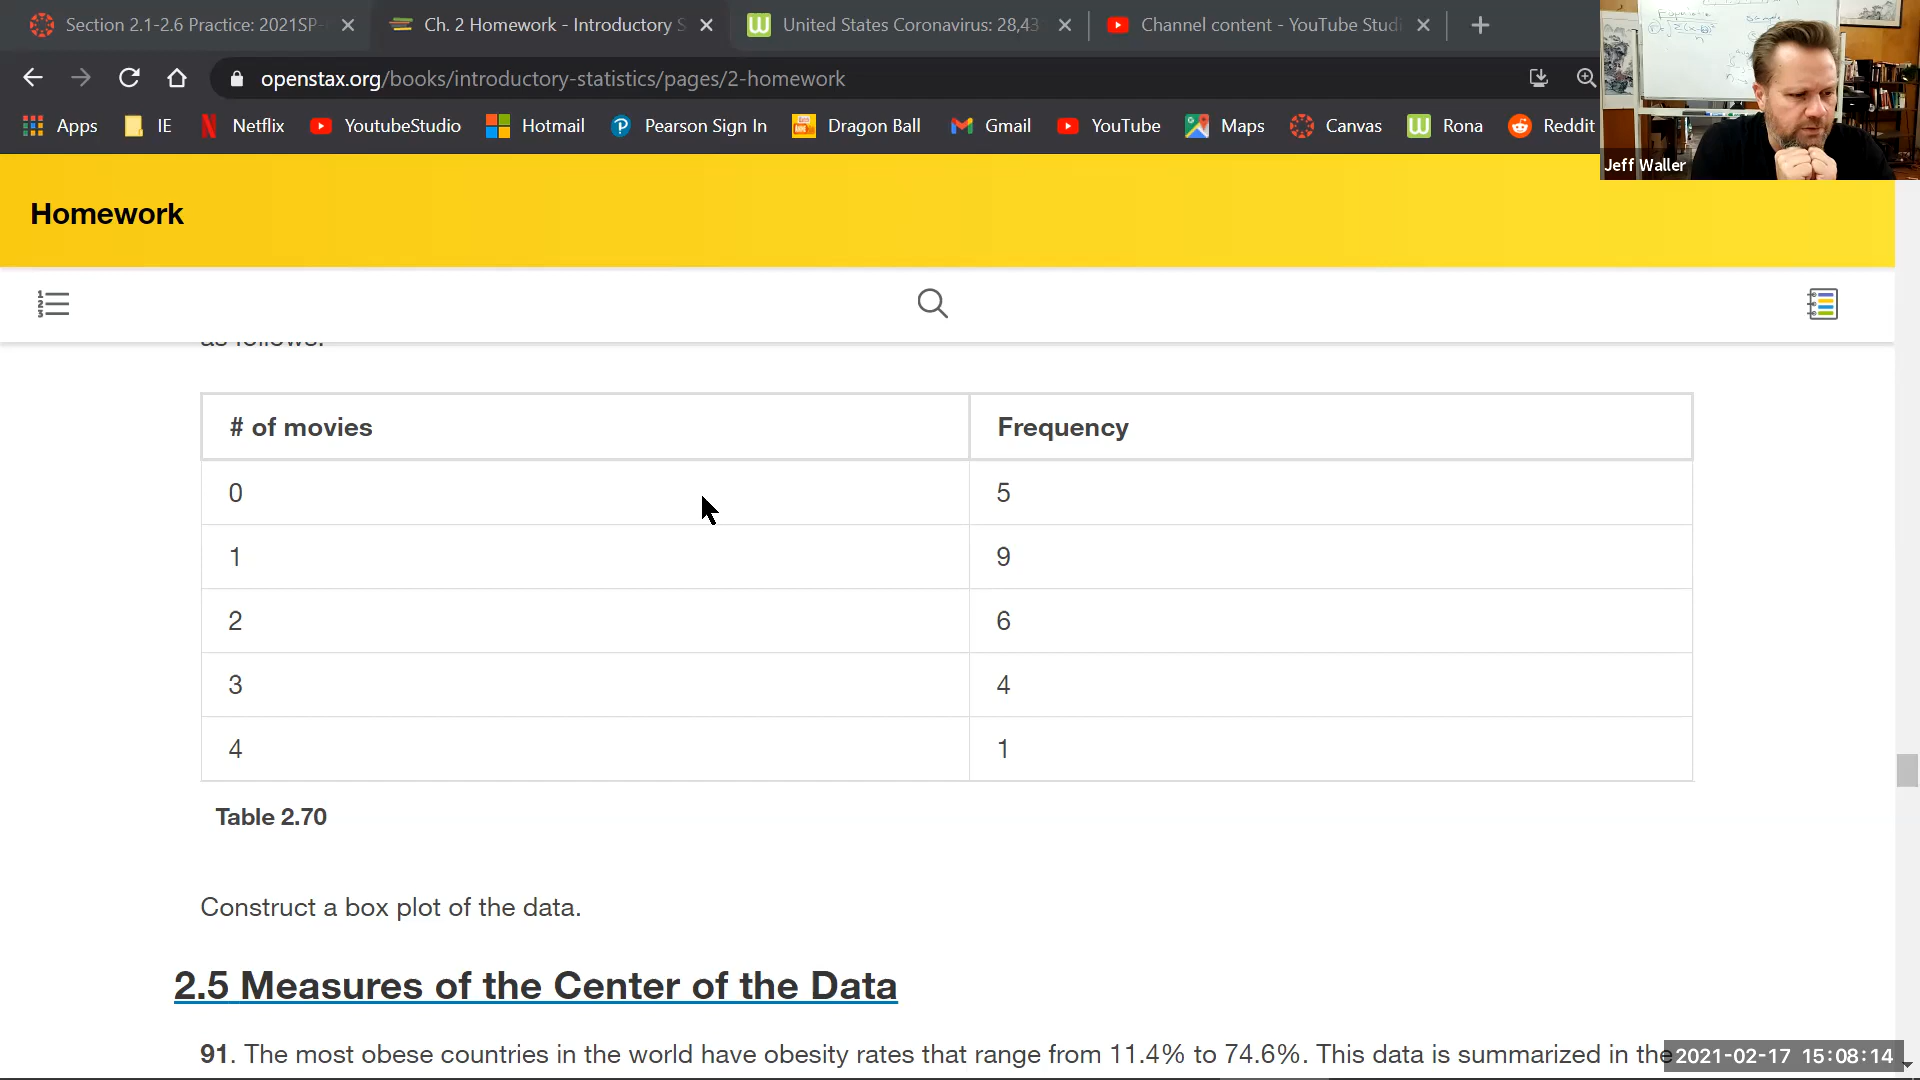 Section 2.1-2.6 Practice: 2021SP-
Ch. 2 Homework - Introductory S
United States Coronavirus: 28,43
Channel content - YouTube Studi
openstax.org/books/introductory-statistics/pages/2-homework
Apps IE Netflix YoutubeStudio Hotmail Pearson Sign In Dragon Ball Gmail YouTube Maps Canvas Rona Reddit
Jeff Waller
Homework
as follows:
# of movies Frequency
0 5
1 9
2 6
3 4
4 1
Table 2.70
Construct a box plot of the data.
2.5 Measures of the Center of the Data
91. The most obese countries in the world have obesity rates that range from 11.4% to 74.6%. This data is summarized in the
2021-02-17 15:08:14